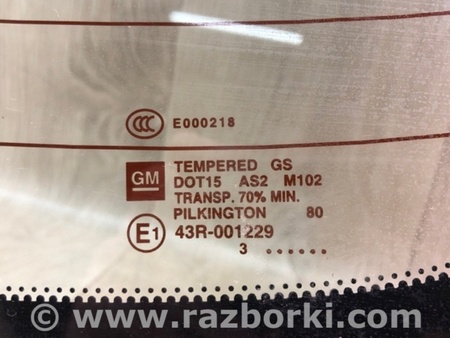 CCC E000218
GM
TEMPERED GS
DOT15 AS2 M102
TRANSP. 70% MIN.
PILKINGTON 80
E1 43R-001229
3 ......
www.razborki.com